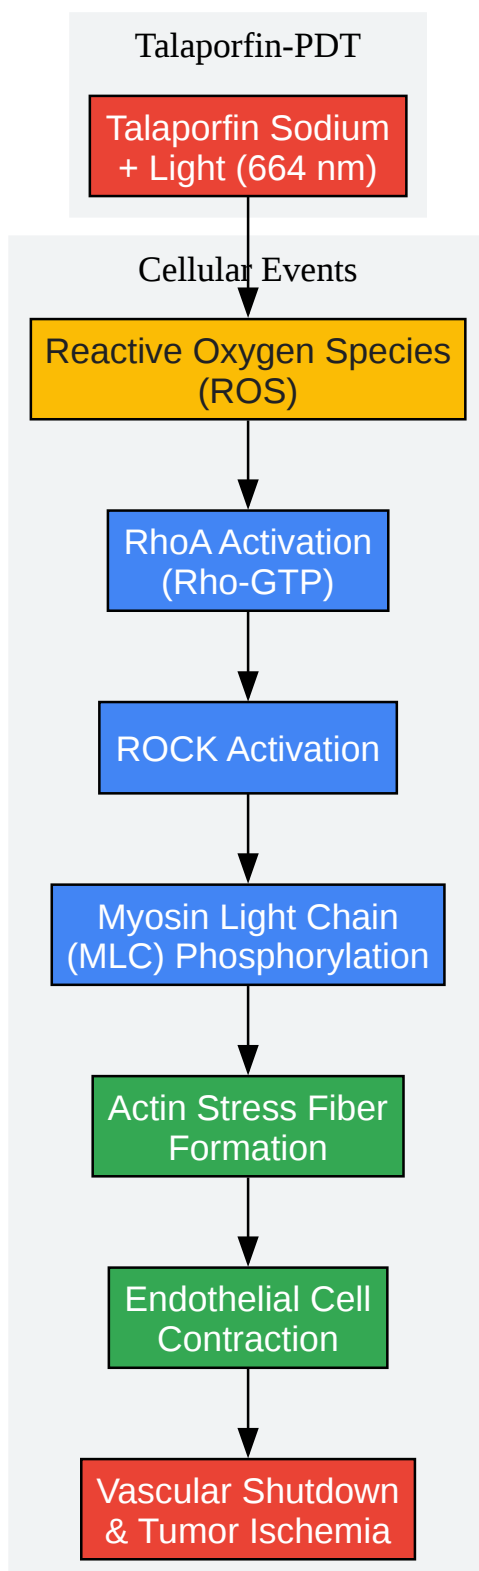 Talaporfin-PDT
Talaporfin Sodium
+ Light (664 nm)
Cellular Events
Reactive Oxygen Species
(ROS)
RhoA Activation
(Rho-GTP)
ROCK Activation
Myosin Light Chain
(MLC) Phosphorylation
Actin Stress Fiber
Formation
Endothelial Cell
Contraction
Vascular Shutdown
& Tumor Ischemia